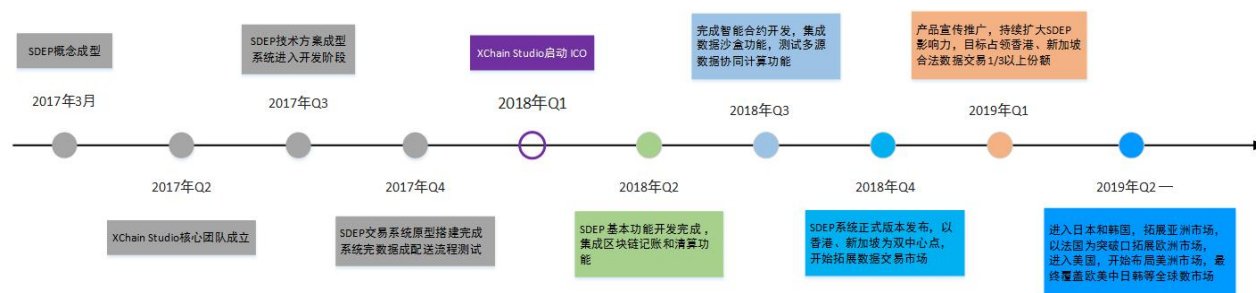 SDEP概念成型
2017年3月
2017年Q2
XChain Studio核心团队成立
SDEP技术方案成型
系统进入开发阶段
2017年Q3
2017年Q4
SDEP交易系统原型搭建完成
系统完数据成配送流程测试
XChain Studio启动 ICO
2018年Q1
2018年Q2
SDEP 基本功能开发完成，
集成区块链记账和清算功
能
完成智能合约开发，集成
数据沙盒功能，测试多源
数据协同计算功能
2018年Q3
2018年Q4
SDEP系统正式版本发布，以
香港、新加坡为双中心点，
开始拓展数据交易市场
产品宣传推广，持续扩大SDEP
影响力，目标占领香港、新加坡
合法数据交易1/3以上份额
2019年Q1
2019年Q2 —
进入日本和韩国，拓展亚洲市场，
以法国为突破口拓展欧洲市场，
进入美国，开始布局美洲市场，最
终覆盖欧美中日韩等全球数市场